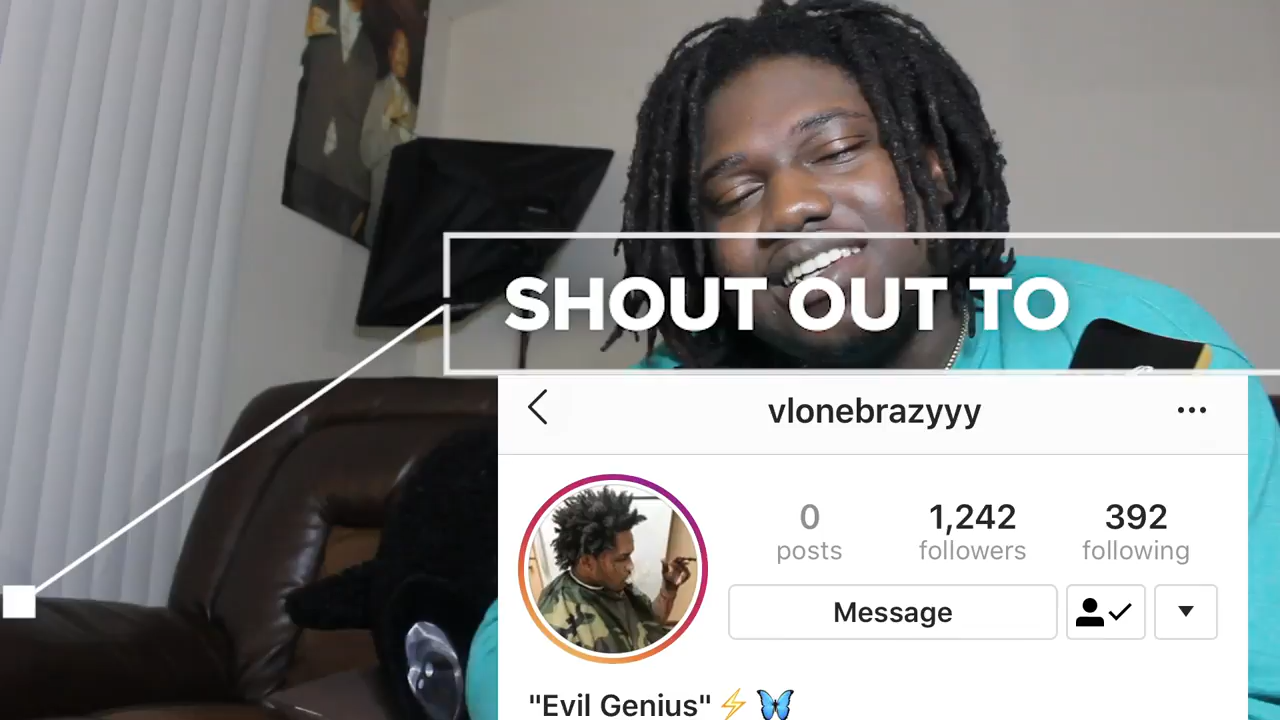 SHOUT OUT TO
vlonebrazyyy
0 1,242 392
posts followers following
Message
"Evil Genius" ⚡ 🦋